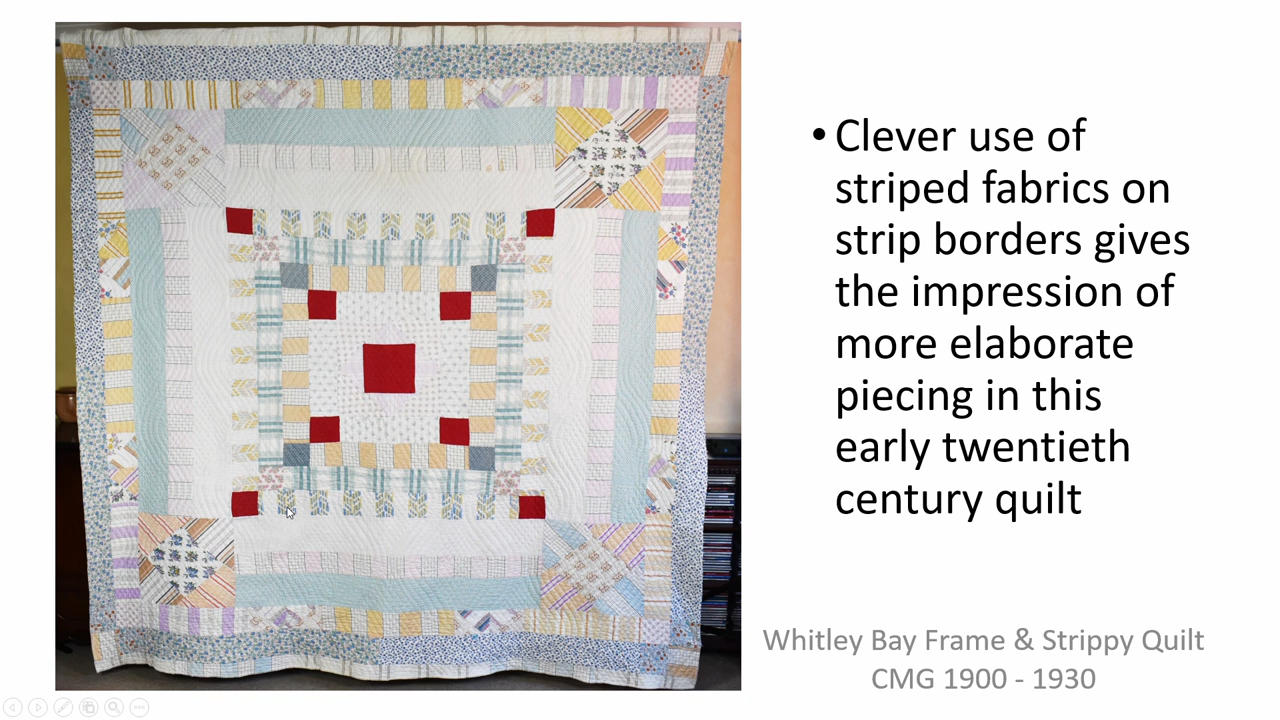 • Clever use of
striped fabrics on
strip borders gives
the impression of
more elaborate
piecing in this
early twentieth
century quilt
Whitley Bay Frame & Strippy Quilt
CMG 1900 - 1930